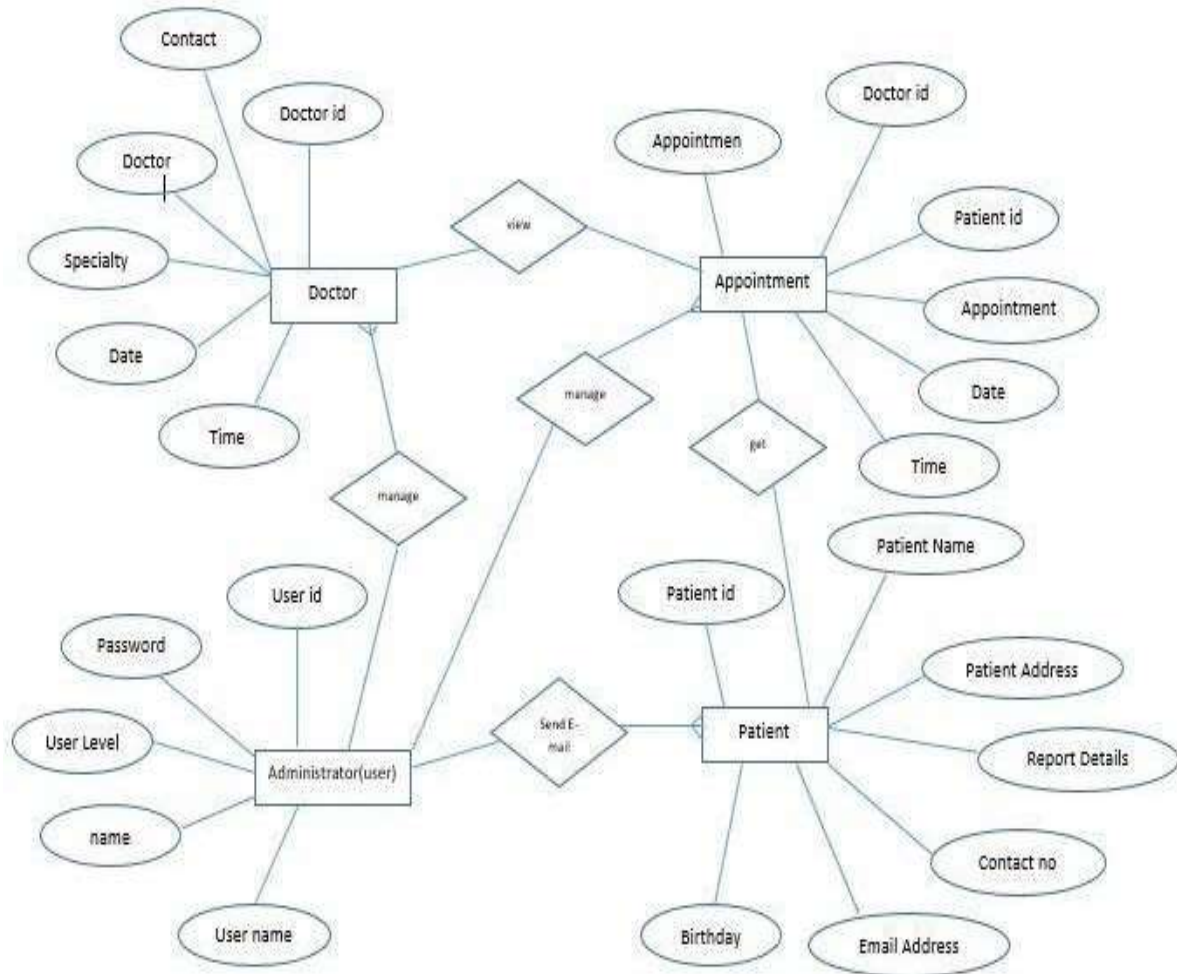 Contact
Doctor id
Doctor id
Appointmen
Doctor
Patient id
view
Specialty
Doctor
Appointment
Appointment
Date
manage
Date
get
Time
Time
manage
Patient Name
User id
Patient id
Password
Patient Address
Send E-
mail
User Level
Patient
Report Details
Administrator(user)
name
Contact no
User name
Birthday
Email Address